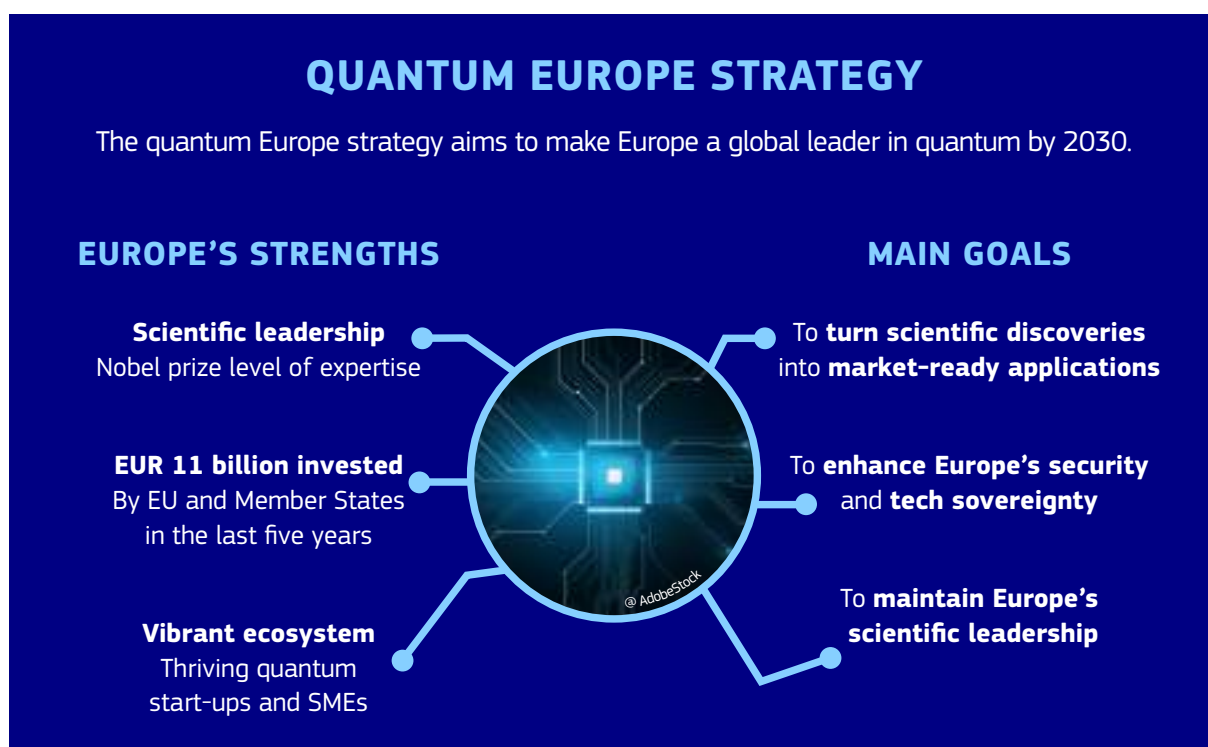 QUANTUM EUROPE STRATEGY
The quantum Europe strategy aims to make Europe a global leader in quantum by 2030.
EUROPE'S STRENGTHS
Scientific leadership
Nobel prize level of expertise
EUR 11 billion invested
By EU and Member States
in the last five years
Vibrant ecosystem
Thriving quantum
start-ups and SMEs
@ AdobeStock
MAIN GOALS
To turn scientific discoveries
into market-ready applications
To enhance Europe's security
and tech sovereignty
To maintain Europe's
scientific leadership